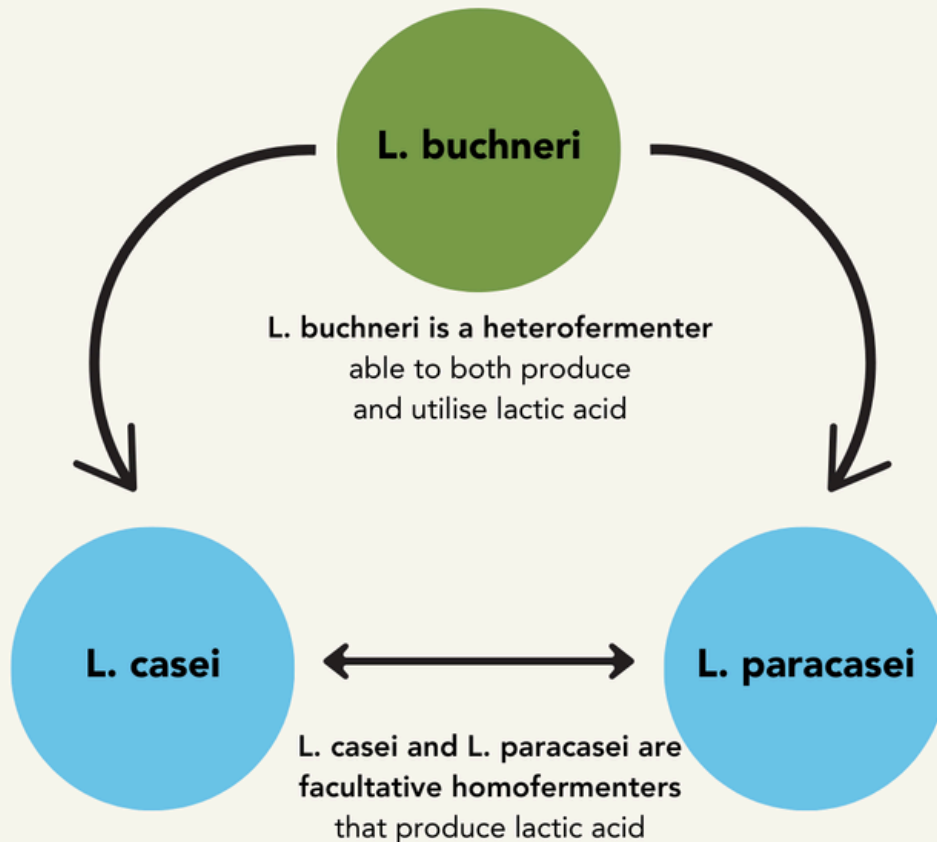 L. buchneri
L. buchneri is a heterofermenter
able to both produce
and utilise lactic acid
L. casei
L. paracasei
L. casei and L. paracasei are
facultative homofermenters
that produce lactic acid